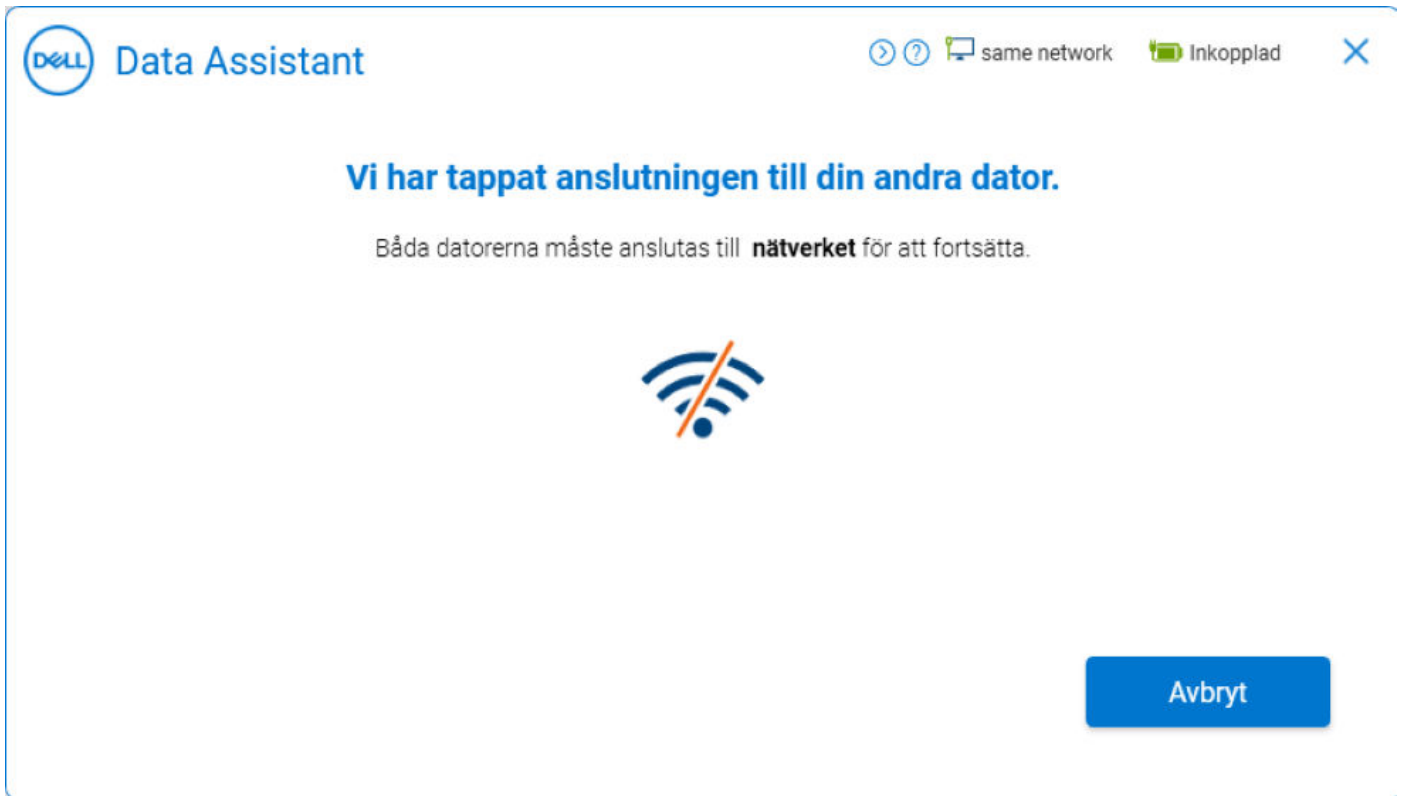 DELL Data Assistant same network Inkopplad
Vi har tappat anslutningen till din andra dator.
Båda datorerna måste anslutas till nätverket för att fortsätta.
Avbryt